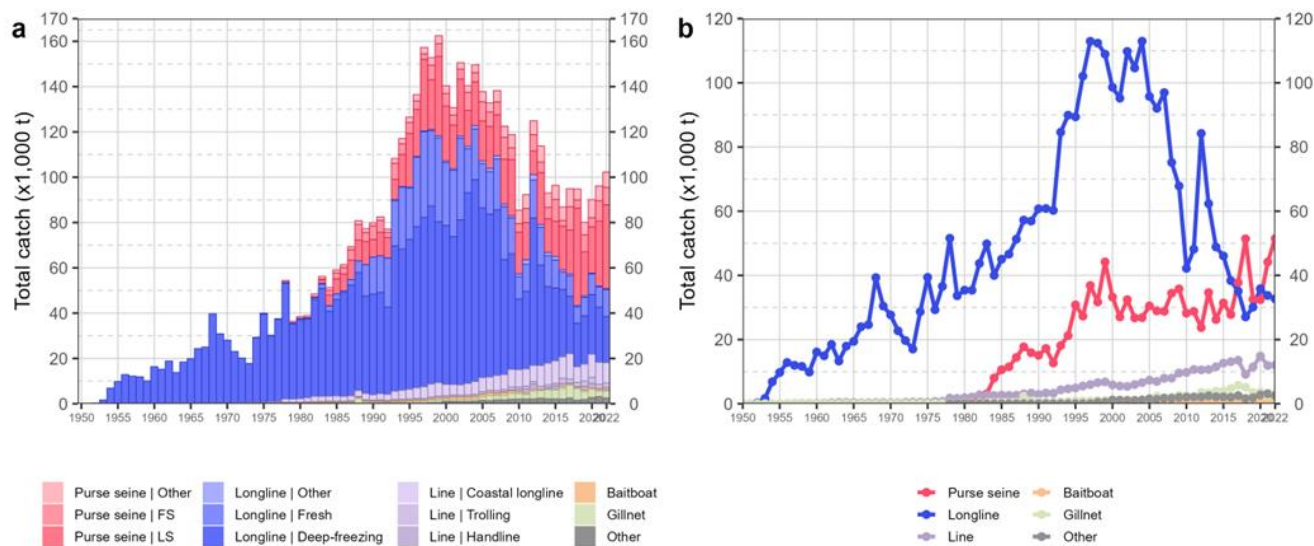 a
170
160
140
120
100
80
60
40
20
0
Total catch (x1,000 t)
170
160
140
120
100
80
60
40
20
0
1950 1955 1960 1965 1970 1975 1980 1985 1990 1995 2000 2005 2010 2015 2020 2022
Purse seine | Other
Purse seine | FS
Purse seine | LS
Longline | Other
Longline | Fresh
Longline | Deep-freezing
Line | Coastal longline
Line | Trolling
Line | Handline
Baitboat
Gillnet
Other
b
120
100
80
60
40
20
0
Total catch (x1,000 t)
120
100
80
60
40
20
0
1950 1955 1960 1965 1970 1975 1980 1985 1990 1995 2000 2005 2010 2015 2020 2022
Purse seine
Longline
Line
Baitboat
Gillnet
Other